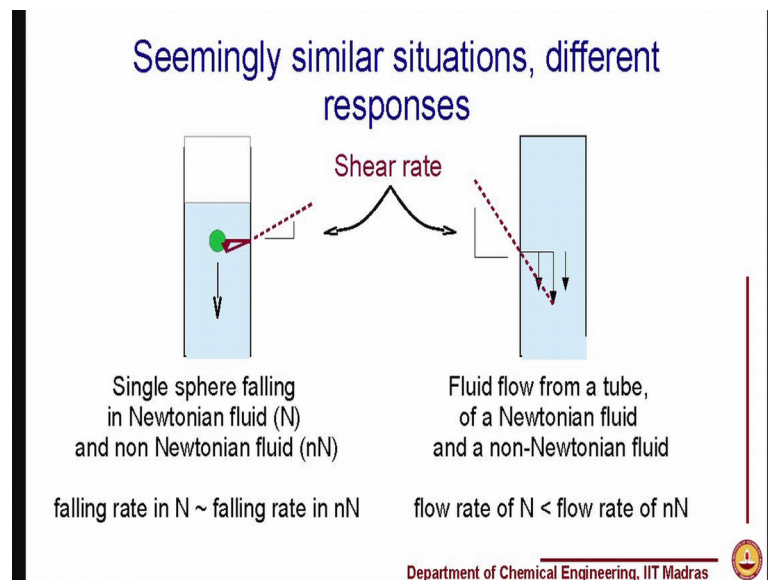 Seemingly similar situations, different
responses
Shear rate
Single sphere falling
in Newtonian fluid (N)
and non Newtonian fluid (nN)
falling rate in N ~ falling rate in nN
Fluid flow from a tube,
of a Newtonian fluid
and a non-Newtonian fluid
flow rate of N < flow rate of nN
Department of Chemical Engineering, IIT Madras